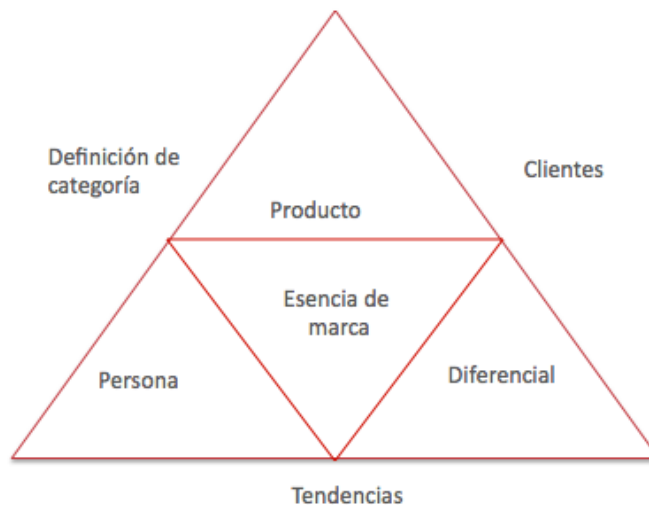 Definición de
categoría
Clientes
Producto
Esencia de
marca
Persona
Diferencial
Tendencias